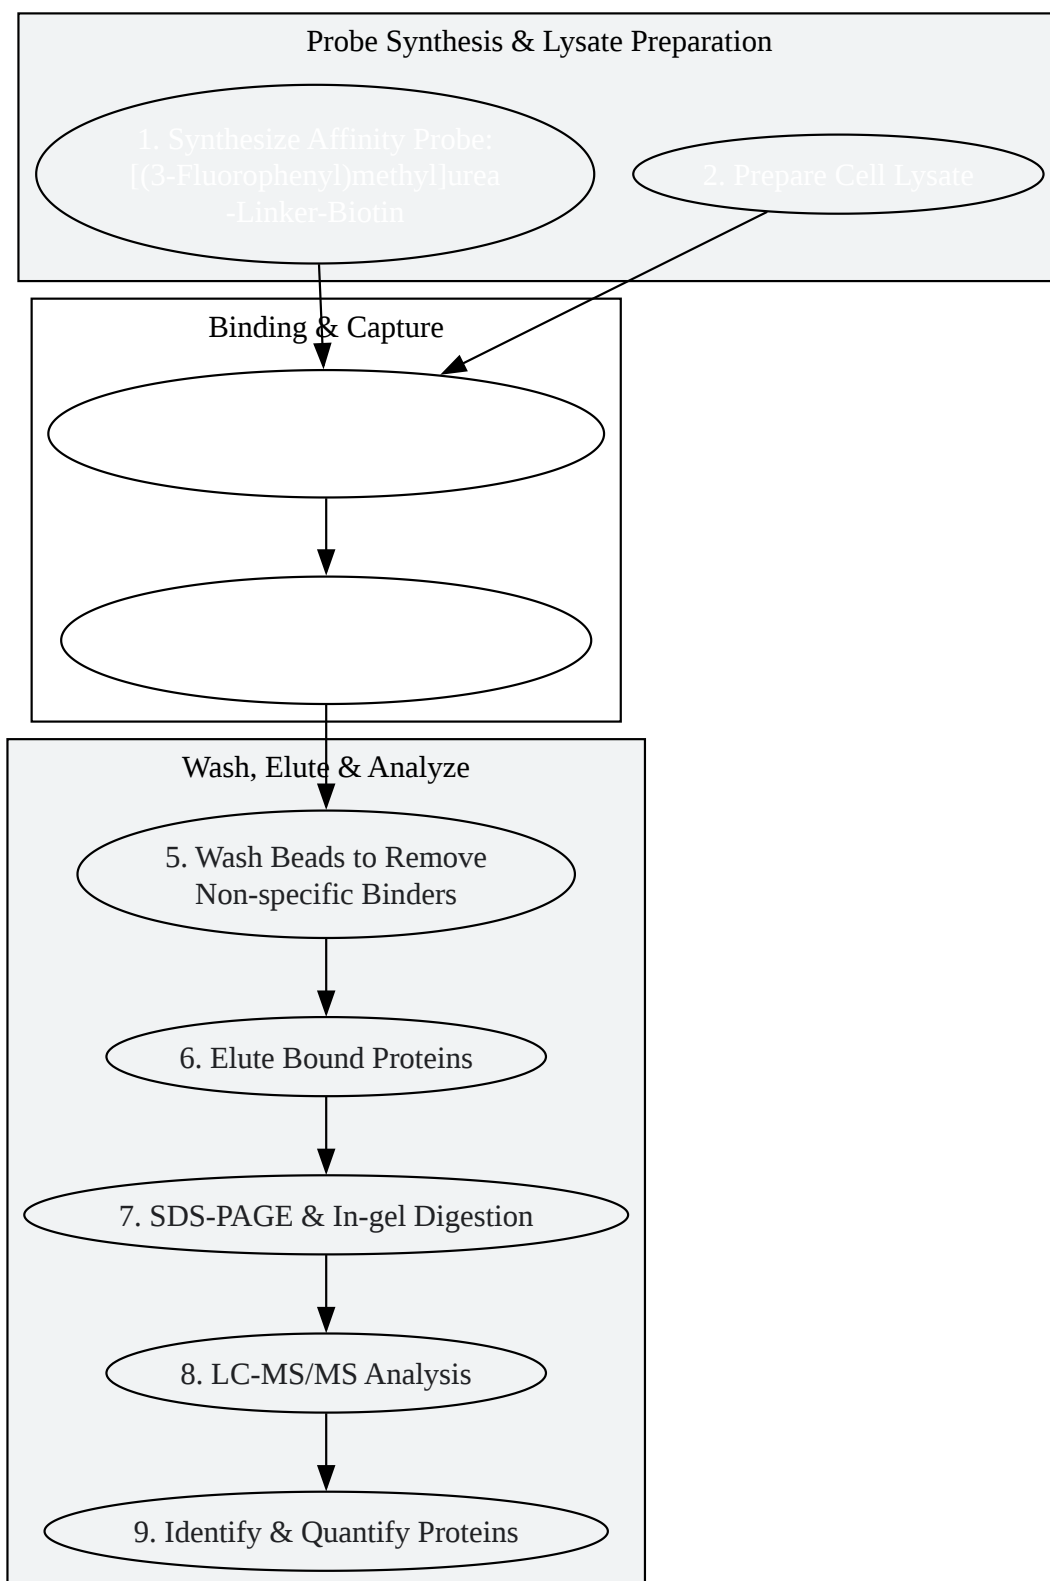 Probe Synthesis & Lysate Preparation
1. Synthesize Affinity Probe:
[(3-Fluorophenyl)methyl]urea
-Linker-Biotin
2. Prepare Cell Lysate
Binding & Capture
Wash, Elute & Analyze
5. Wash Beads to Remove
Non-specific Binders
6. Elute Bound Proteins
7. SDS-PAGE & In-gel Digestion
8. LC-MS/MS Analysis
9. Identify & Quantify Proteins